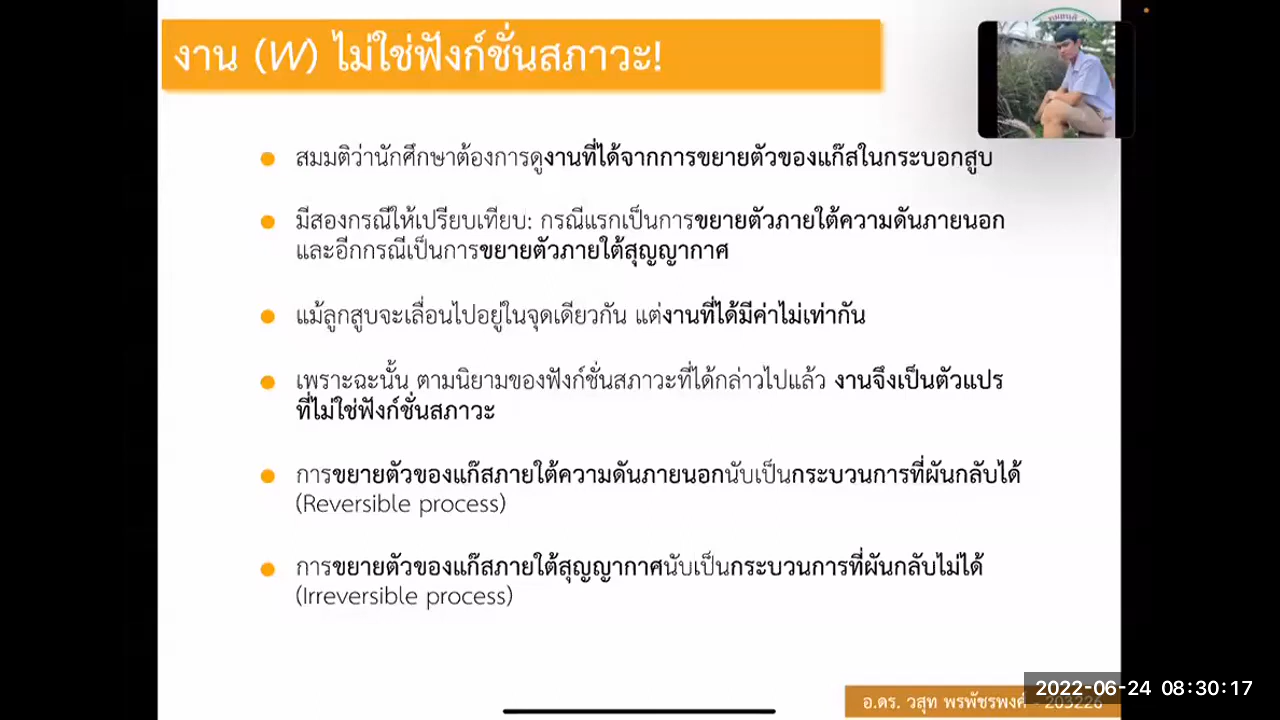 งาน (W) ไม่ใช่ฟังก์ชั่นสภาวะ!
สมมติว่านักศึกษาต้องการดูงานที่ได้จากการขยายตัวของแก๊สในกระบอกสูบ
มีสองกรณีให้เปรียบเทียบ: กรณีแรกเป็นการขยายตัวภายใต้ความดันภายนอก
และอีกกรณีเป็นการขยายตัวภายใต้สุญญากาศ
แม้ลูกสูบจะเลื่อนไปอยู่ในจุดเดียวกัน แต่งานที่ได้มีค่าไม่เท่ากัน
เพราะฉะนั้น ตามนิยามของฟังก์ชั่นสภาวะที่ได้กล่าวไปแล้ว งานจึงเป็นตัวแปร
ที่ไม่ใช่ฟังก์ชั่นสภาวะ
การขยายตัวของแก๊สภายใต้ความดันภายนอกนับเป็นกระบวนการที่ผันกลับได้
(Reversible process)
การขยายตัวของแก๊สภายใต้สุญญากาศนับเป็นกระบวนการที่ผันกลับไม่ได้
(Irreversible process)
อ.ดร. วสุท พรพัชรพงศ์ - 203226
2022-06-24 08:30:17